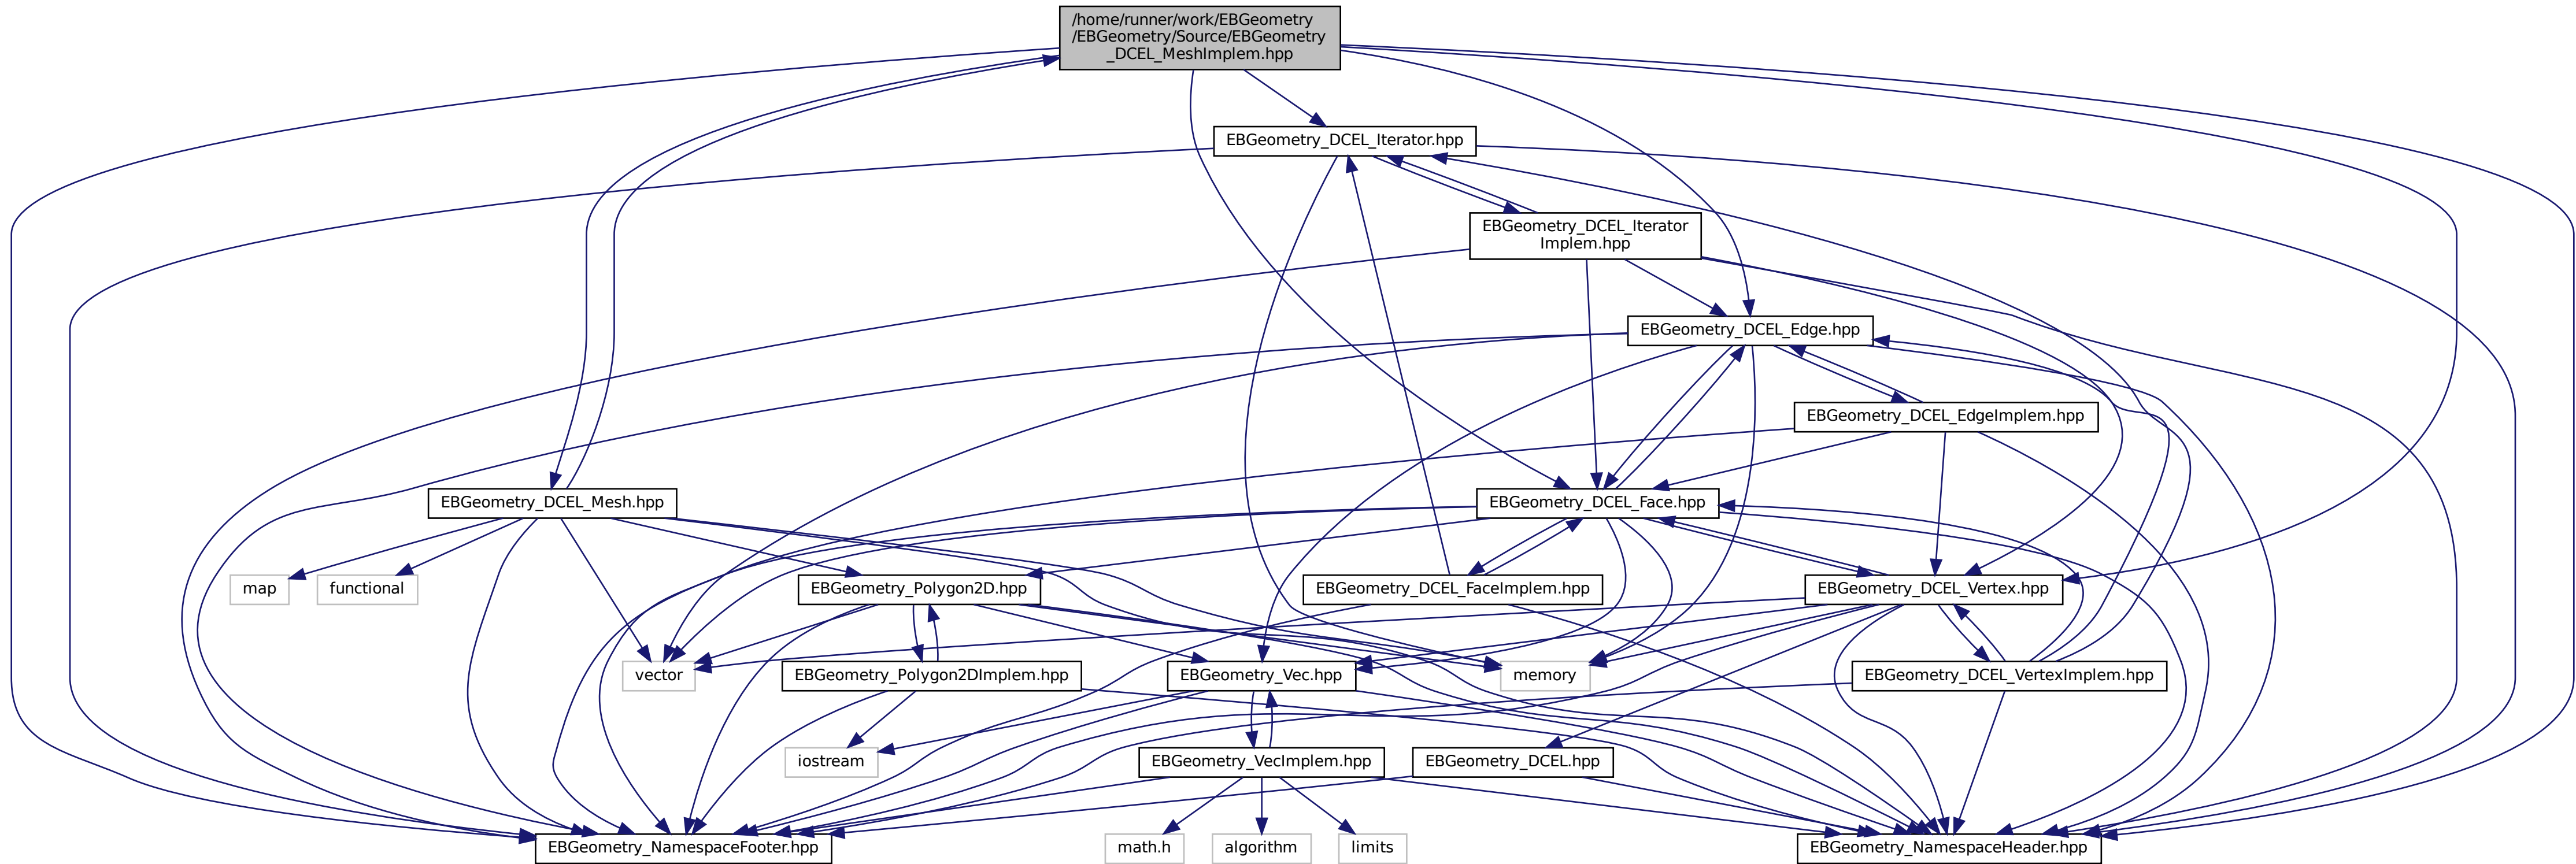 /home/runner/work/EBGeometry
/EBGeometry/Source/EBGeometry
_DCEL_MeshImplem.hpp
EBGeometry_DCEL_Iterator.hpp
EBGeometry_DCEL_Iterator
Implem.hpp
EBGeometry_DCEL_Edge.hpp
EBGeometry_DCEL_EdgeImplem.hpp
EBGeometry_DCEL_Mesh.hpp
EBGeometry_DCEL_Face.hpp
map
functional
EBGeometry_Polygon2D.hpp
EBGeometry_DCEL_FaceImplem.hpp
EBGeometry_DCEL_Vertex.hpp
vector
EBGeometry_Polygon2DImplem.hpp
EBGeometry_Vec.hpp
memory
EBGeometry_DCEL_VertexImplem.hpp
iostream
EBGeometry_VecImplem.hpp
EBGeometry_DCEL.hpp
EBGeometry_NamespaceFooter.hpp
math.h
algorithm
limits
EBGeometry_NamespaceHeader.hpp